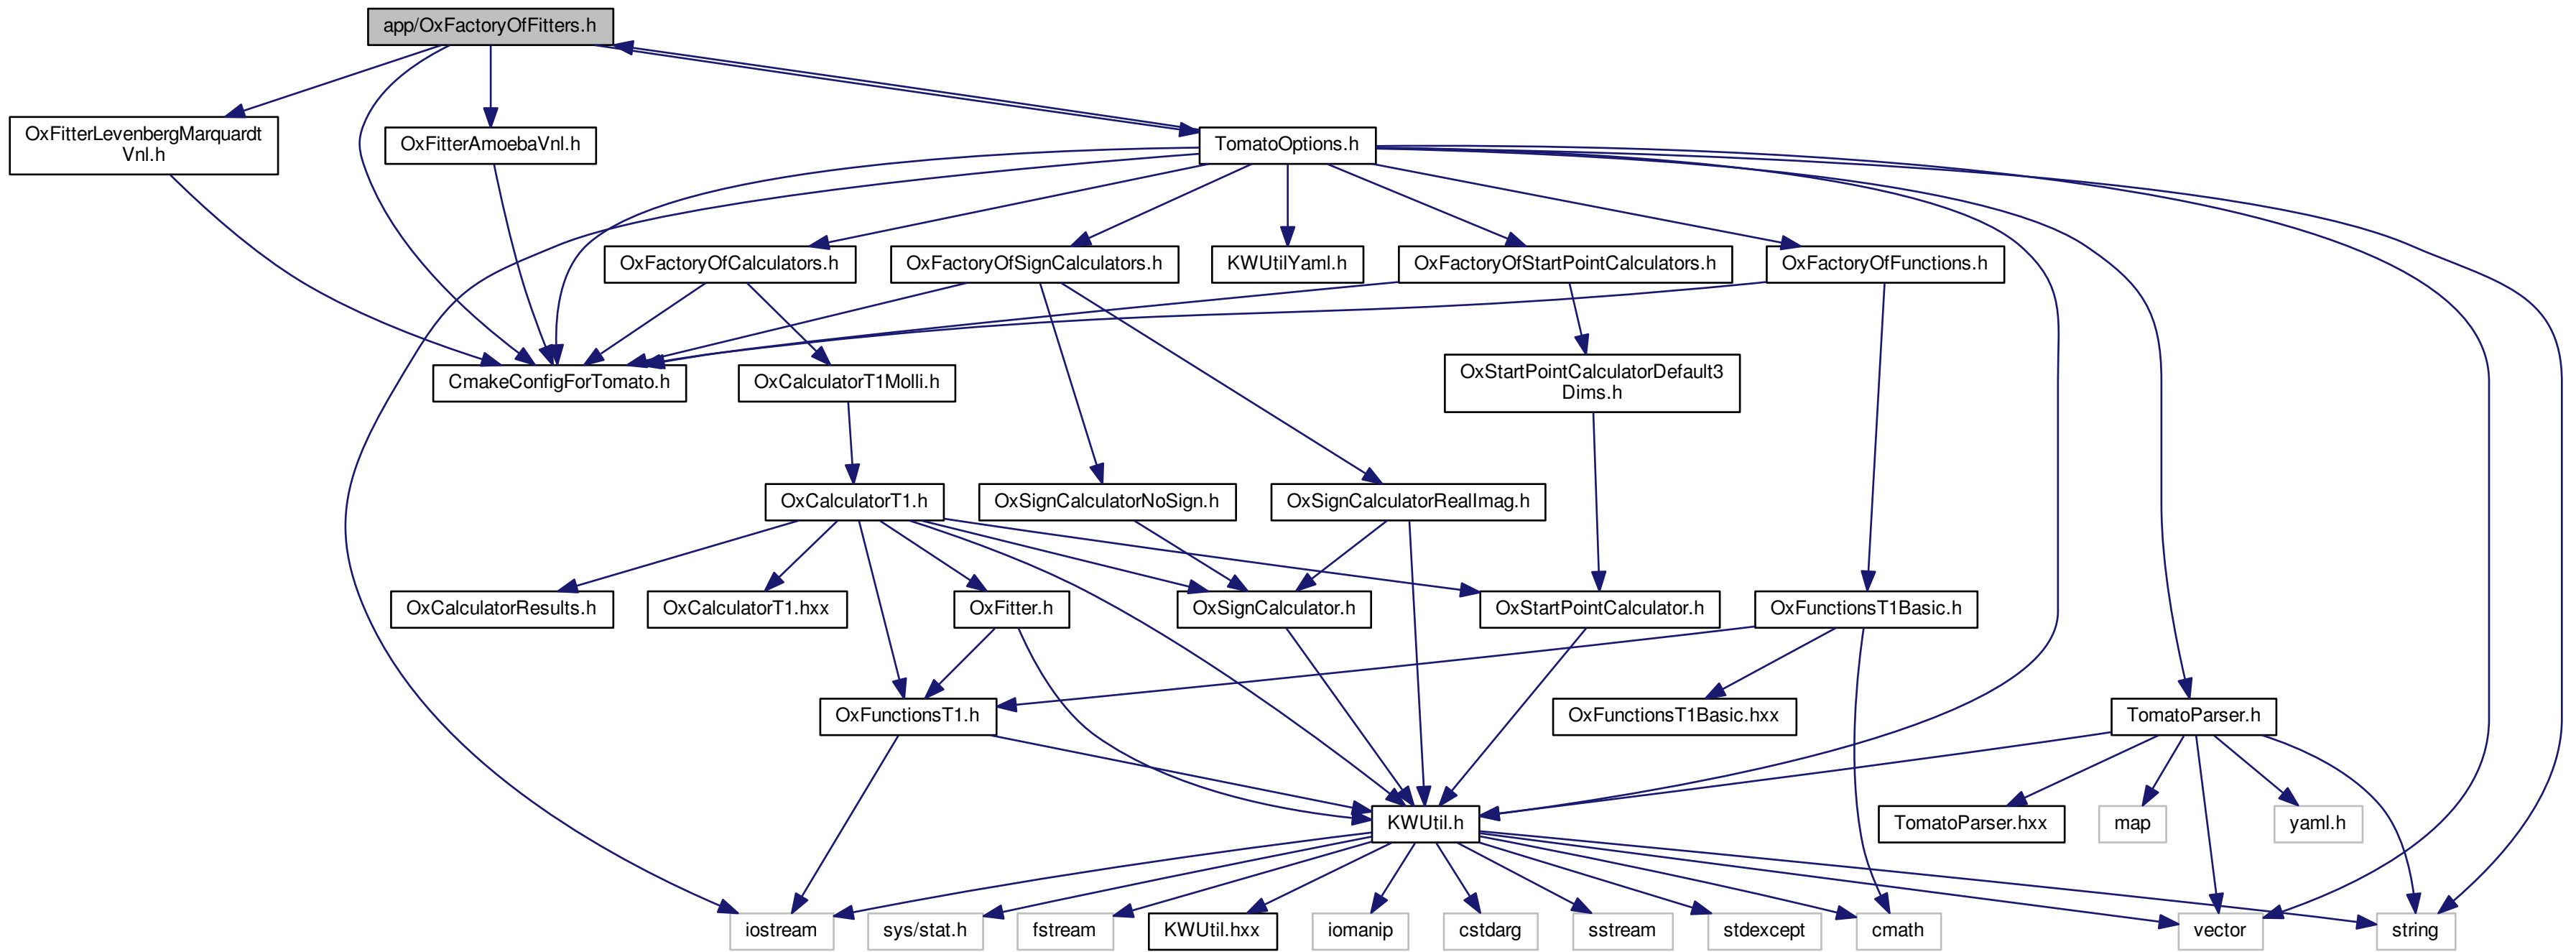 app/OxFactoryOfFitters.h
OxFitterLevenbergMarquardt
Vnl.h
OxFitterAmoebaVnl.h
TomatoOptions.h
OxFactoryOfCalculators.h
OxFactoryOfSignCalculators.h
KWUtilYaml.h
OxFactoryOfStartPointCalculators.h
OxFactoryOfFunctions.h
CmakeConfigForTomato.h
OxCalculatorT1Molli.h
OxStartPointCalculatorDefault3
Dims.h
OxCalculatorT1.h
OxSignCalculatorNoSign.h
OxSignCalculatorRealImag.h
OxCalculatorResults.h
OxCalculatorT1.hxx
OxFitter.h
OxSignCalculator.h
OxStartPointCalculator.h
OxFunctionsT1Basic.h
OxFunctionsT1.h
OxFunctionsT1Basic.hxx
TomatoParser.h
KWUtil.h
TomatoParser.hxx
map
yaml.h
iostream
sys/stat.h
fstream
KWUtil.hxx
iomanip
cstdarg
sstream
stdexcept
cmath
vector
string